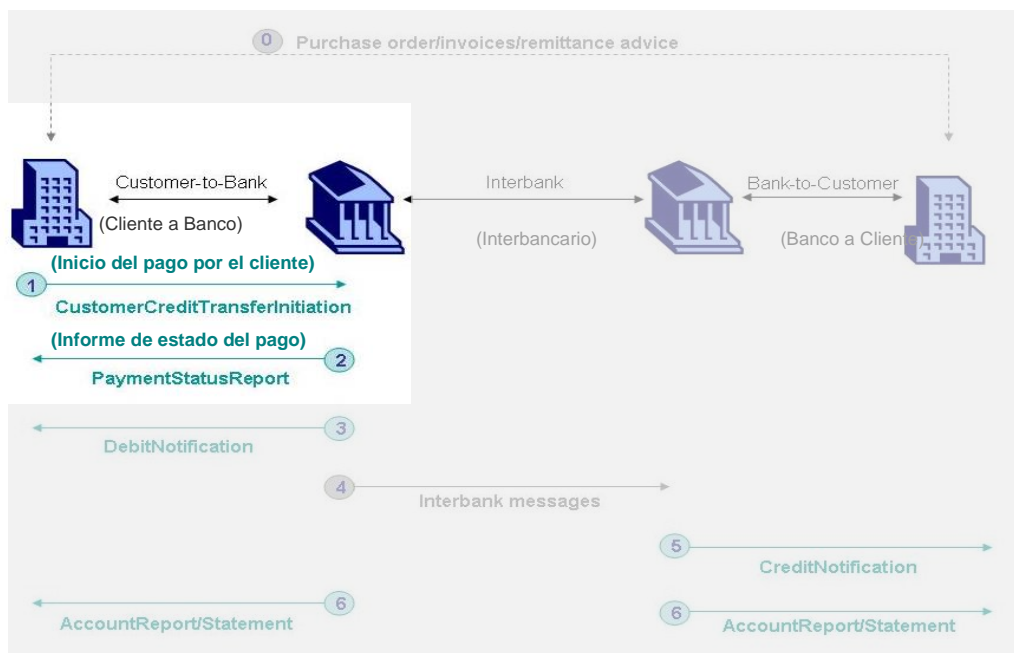 0 Purchase order/invoices/remittance advice
Customer-to-Bank
Interbank
Bank-to-Customer
(Cliente a Banco)
(Interbancario)
(Banco a Cliente)
(Inicio del pago por el cliente)
1
CustomerCreditTransferInitiation
(Informe de estado del pago)
2
PaymentStatusReport
3
DebitNotification
4
Interbank messages
5
CreditNotification
6
AccountReport/Statement
6
AccountReport/Statement